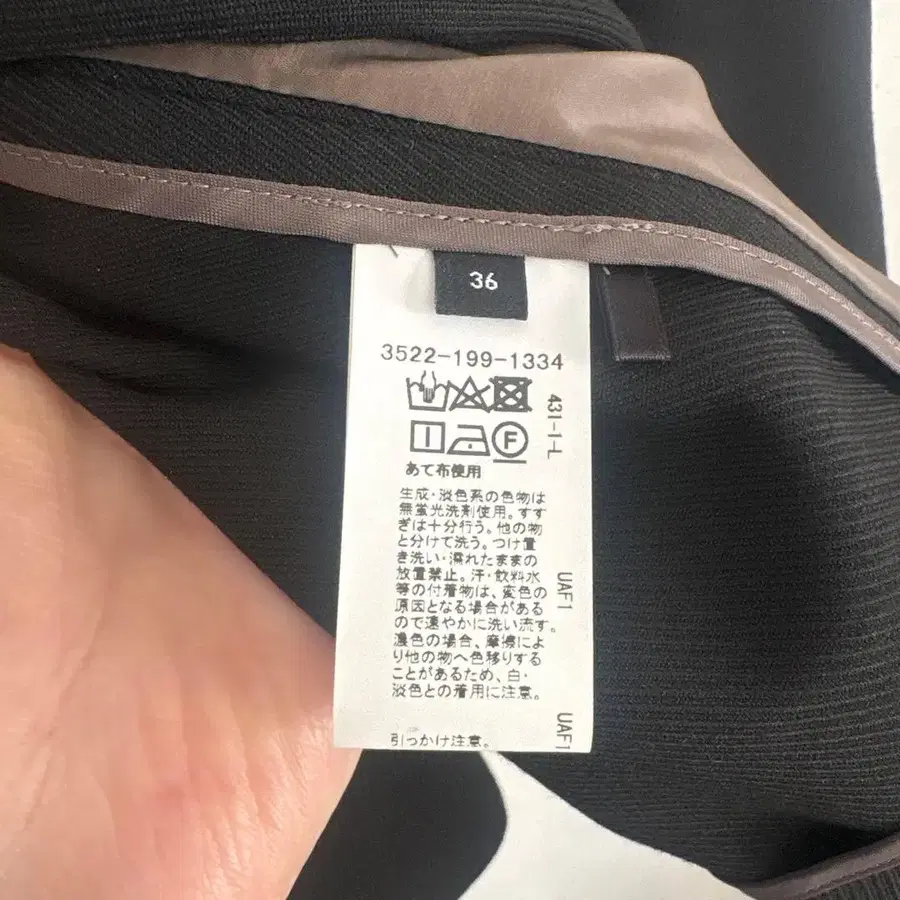 36
3522-199-1334
431-1-L
F
あて布使用
生成・淡色系の色物は
無蛍光洗剤使用。すす
ぎは十分行う。他の物
と分けて洗う。つけ置
き洗い・濡れたままの
放置禁止。汗・飲料水
等の付着物は、変色の
原因となる場合がある
ので速やかに洗い流す。
濃色の場合、摩擦によ
り他の物へ色移りする
ことがあるため、白・
淡色との着用に注意。
引っかけ注意。
UAF1
UAF1